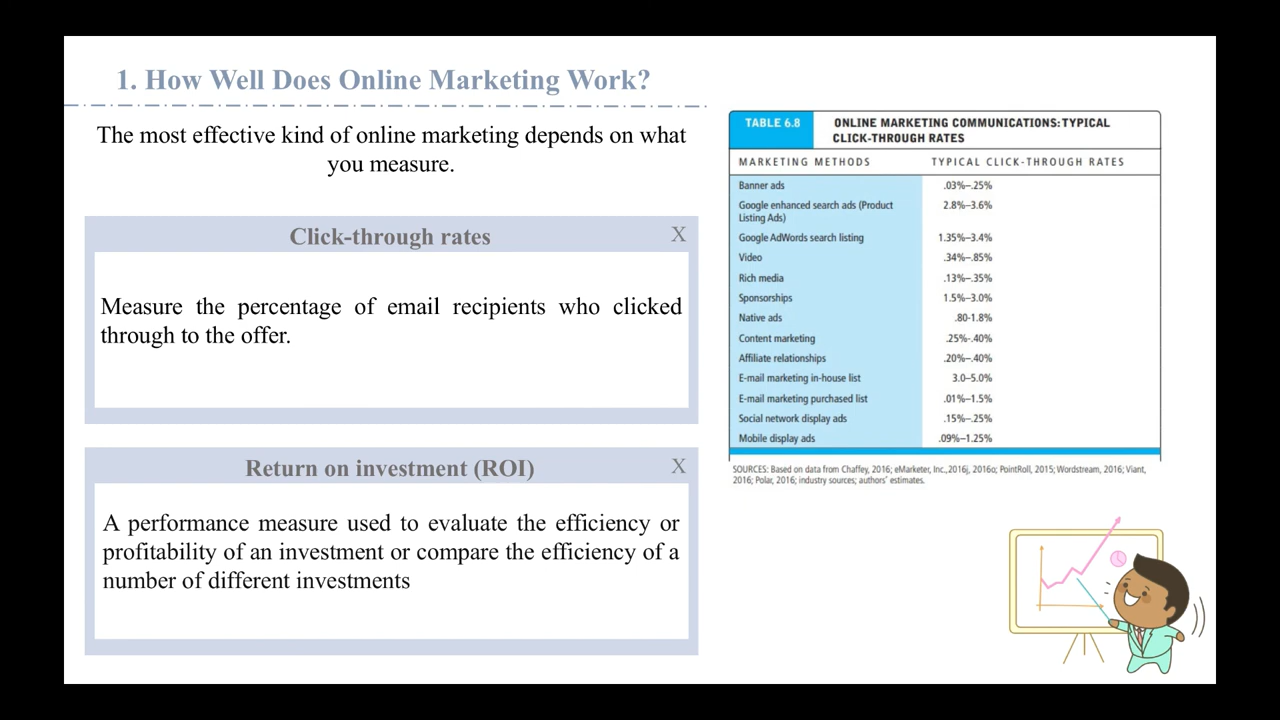 1. How Well Does Online Marketing Work?
The most effective kind of online marketing depends on what
you measure.
Click-through rates X
Measure the percentage of email recipients who clicked
through to the offer.
Return on investment (ROI) X
A performance measure used to evaluate the efficiency or
profitability of an investment or compare the efficiency of a
number of different investments
TABLE 6.8 ONLINE MARKETING COMMUNICATIONS: TYPICAL
CLICK-THROUGH RATES
MARKETING METHODS TYPICAL CLICK-THROUGH RATES
Banner ads .03%–.25%
Google enhanced search ads (Product
Listing Ads) 2.8%–3.6%
Google AdWords search listing 1.35%–3.4%
Video .34%–.85%
Rich media .13%–.35%
Sponsorships 1.5%–3.0%
Native ads .80-1.8%
Content marketing .25%-.40%
Affiliate relationships .20%–.40%
E-mail marketing in-house list 3.0–5.0%
E-mail marketing purchased list .01%–1.5%
Social network display ads .15%–.25%
Mobile display ads .09%–1.25%
SOURCES: Based on data from Chaffey, 2016; eMarketer, Inc.,2016j, 2016o; PointRoll, 2015; Wordstream, 2016; Viant,
2016; Polar, 2016; industry sources; authors' estimates.